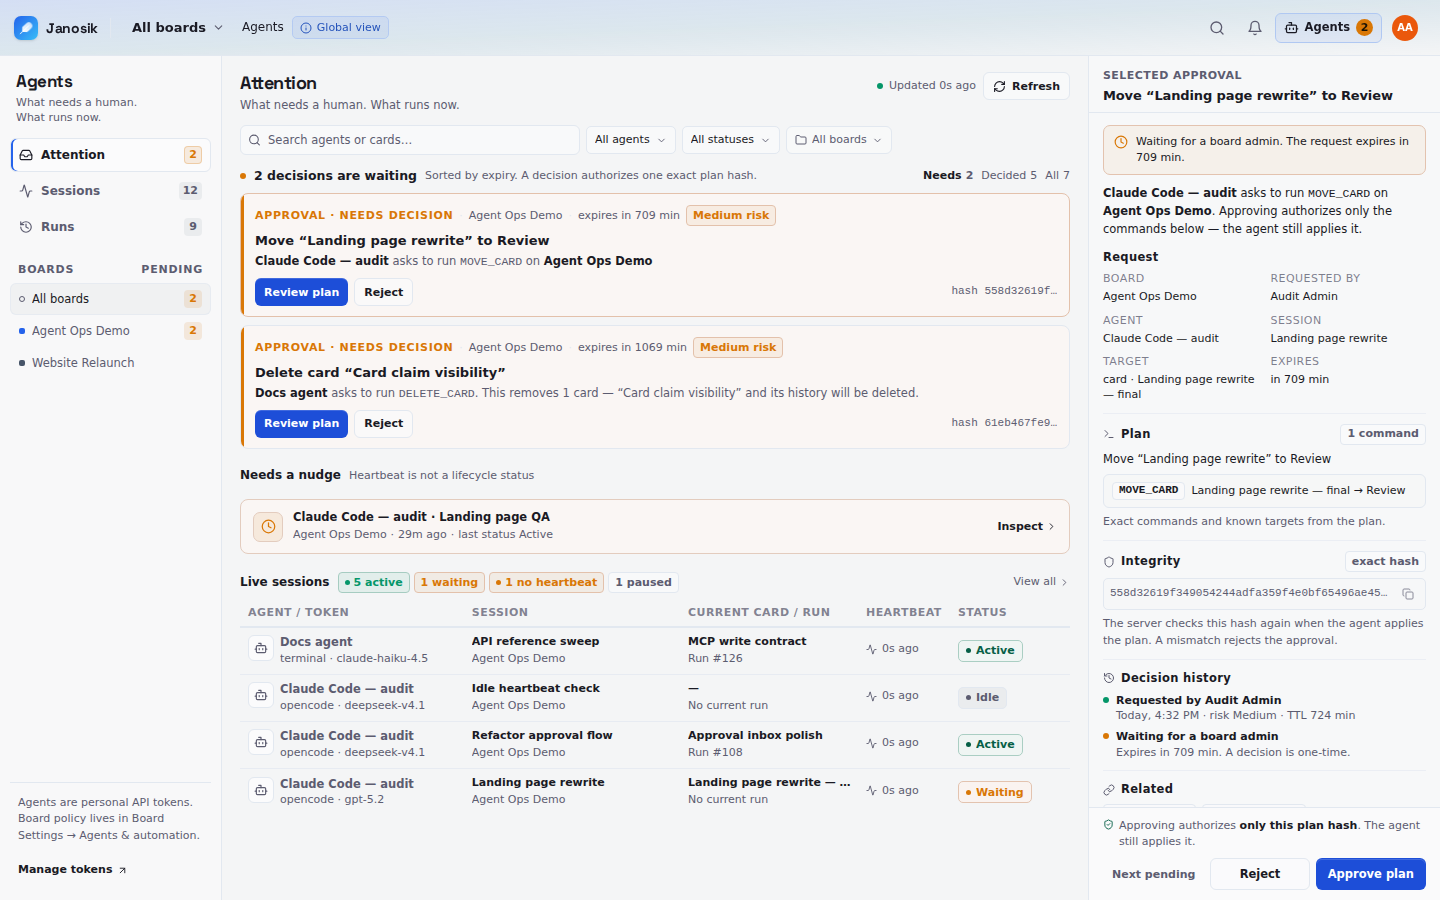 Janosik
All boards
Agents
Global view
Agents 2
AA
Agents
What needs a human.
What runs now.
Attention 2
Sessions 12
Runs 9
BOARDS PENDING
All boards 2
Agent Ops Demo 2
Website Relaunch
Agents are personal API tokens.
Board policy lives in Board
Settings → Agents & automation.
Manage tokens
Attention
What needs a human. What runs now.
Updated 0s ago
Refresh
Search agents or cards…
All agents
All statuses
All boards
2 decisions are waiting Sorted by expiry. A decision authorizes one exact plan hash.
Needs 2 Decided 5 All 7
APPROVAL · NEEDS DECISION Agent Ops Demo expires in 709 min Medium risk
Move “Landing page rewrite” to Review
Claude Code — audit asks to run MOVE_CARD on Agent Ops Demo
Review plan Reject hash 558d32619f…
APPROVAL · NEEDS DECISION Agent Ops Demo expires in 1069 min Medium risk
Delete card “Card claim visibility”
Docs agent asks to run DELETE_CARD. This removes 1 card — “Card claim visibility” and its history will be deleted.
Review plan Reject hash 61eb467fe9…
Needs a nudge Heartbeat is not a lifecycle status
Claude Code — audit · Landing page QA
Agent Ops Demo · 29m ago · last status Active
Inspect
Live sessions 5 active 1 waiting 1 no heartbeat 1 paused View all
AGENT / TOKEN SESSION CURRENT CARD / RUN HEARTBEAT STATUS
Docs agent API reference sweep MCP write contract 0s ago Active
terminal · claude-haiku-4.5 Agent Ops Demo Run #126
Claude Code — audit Idle heartbeat check — 0s ago Idle
opencode · deepseek-v4.1 Agent Ops Demo No current run
Claude Code — audit Refactor approval flow Approval inbox polish 0s ago Active
opencode · deepseek-v4.1 Agent Ops Demo Run #108
Claude Code — audit Landing page rewrite Landing page rewrite — … 0s ago Waiting
opencode · gpt-5.2 Agent Ops Demo No current run
SELECTED APPROVAL
Move “Landing page rewrite” to Review
Waiting for a board admin. The request expires in
709 min.
Claude Code — audit asks to run MOVE_CARD on
Agent Ops Demo. Approving authorizes only the
commands below — the agent still applies it.
Request
BOARD REQUESTED BY
Agent Ops Demo Audit Admin
AGENT SESSION
Claude Code — audit Landing page rewrite
TARGET EXPIRES
card · Landing page rewrite in 709 min
— final
Plan 1 command
Move “Landing page rewrite” to Review
MOVE_CARD Landing page rewrite — final → Review
Exact commands and known targets from the plan.
Integrity exact hash
558d32619f349054244adfa359f4e0bf65496ae45…
The server checks this hash again when the agent applies
the plan. A mismatch rejects the approval.
Decision history
Requested by Audit Admin
Today, 4:32 PM · risk Medium · TTL 724 min
Waiting for a board admin
Expires in 709 min. A decision is one-time.
Related
Approving authorizes only this plan hash. The agent
still applies it.
Next pending Reject Approve plan